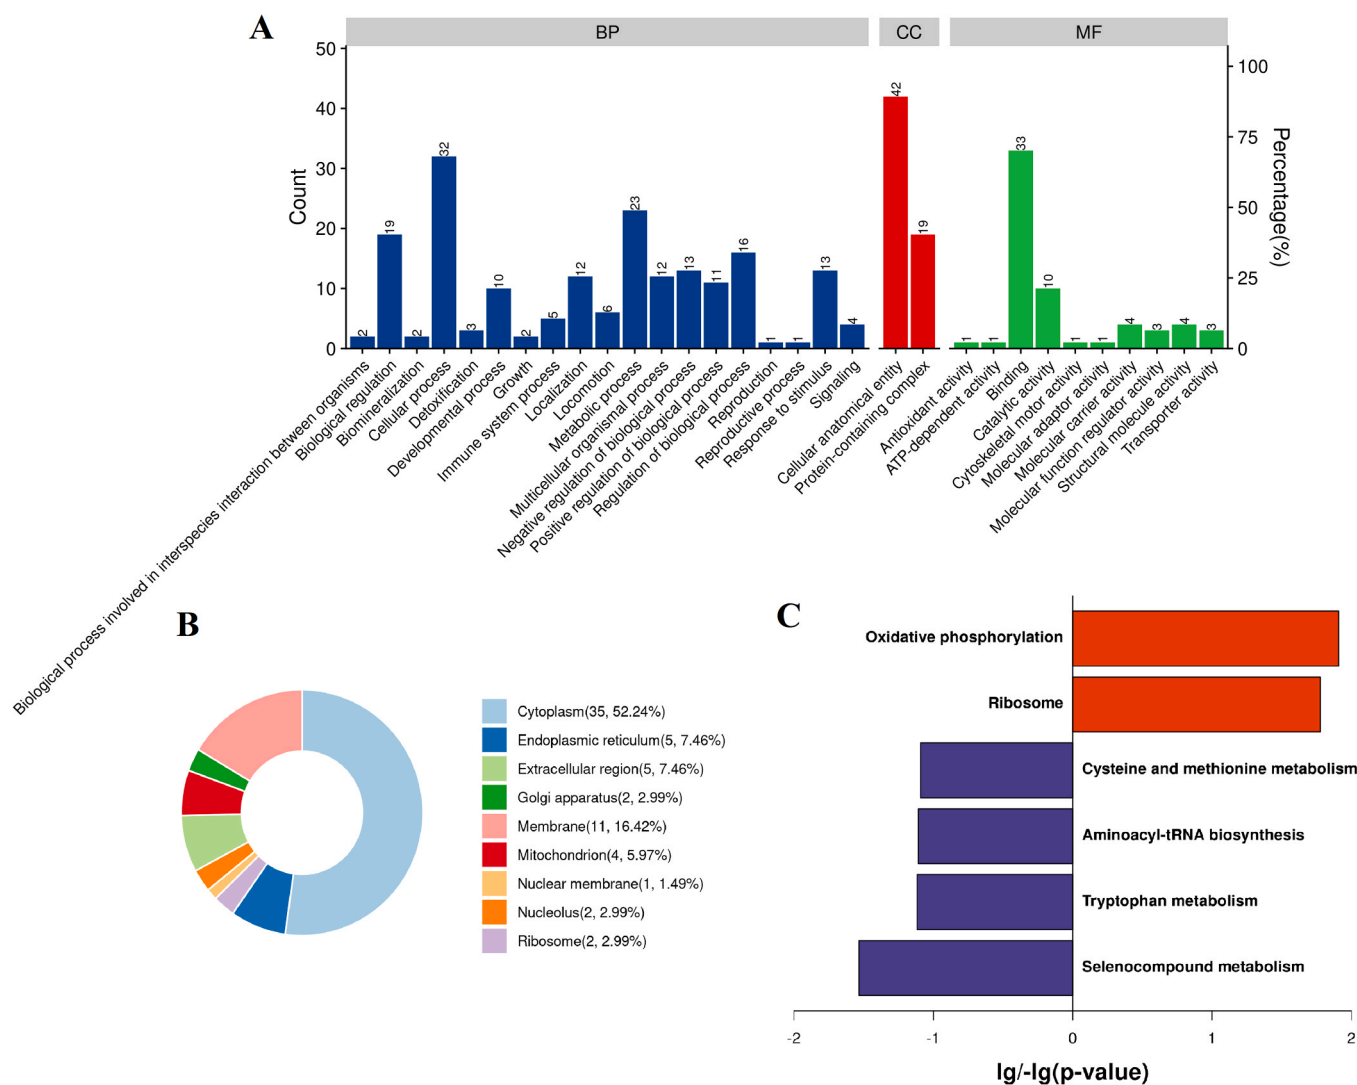 A
BP
CC
MF
50
40
30
20
10
0
Count
100
75
50
25
0
Percentage(%)
2
19
2
32
3
10
2
5
12
6
23
12
13
11
16
1
1
13
4
42
19
1
1
33
10
1
1
4
3
4
3
Biological process involved in interspecies interaction between organisms
Biological regulation
Biomineralization
Cellular process
Detoxification
Developmental process
Growth
Immune system process
Localization
Locomotion
Metabolic process
Multicellular organismal process
Negative regulation of biological process
Positive regulation of biological process
Regulation of biological process
Reproduction
Reproductive process
Response to stimulus
Signaling
Cellular anatomical entity
Protein-containing complex
Antioxidant activity
ATP-dependent activity
Binding
Catalytic activity
Cytoskeletal motor activity
Molecular adaptor activity
Molecular carrier activity
Molecular function regulator activity
Structural molecule activity
Transporter activity
B
Cytoplasm(35, 52.24%)
Endoplasmic reticulum(5, 7.46%)
Extracellular region(5, 7.46%)
Golgi apparatus(2, 2.99%)
Membrane(11, 16.42%)
Mitochondrion(4, 5.97%)
Nuclear membrane(1, 1.49%)
Nucleolus(2, 2.99%)
Ribosome(2, 2.99%)
C
Oxidative phosphorylation
Ribosome
Cysteine and methionine metabolism
Aminoacyl-tRNA biosynthesis
Tryptophan metabolism
Selenocompound metabolism
-2
-1
0
1
2
lg/-lg(p-value)